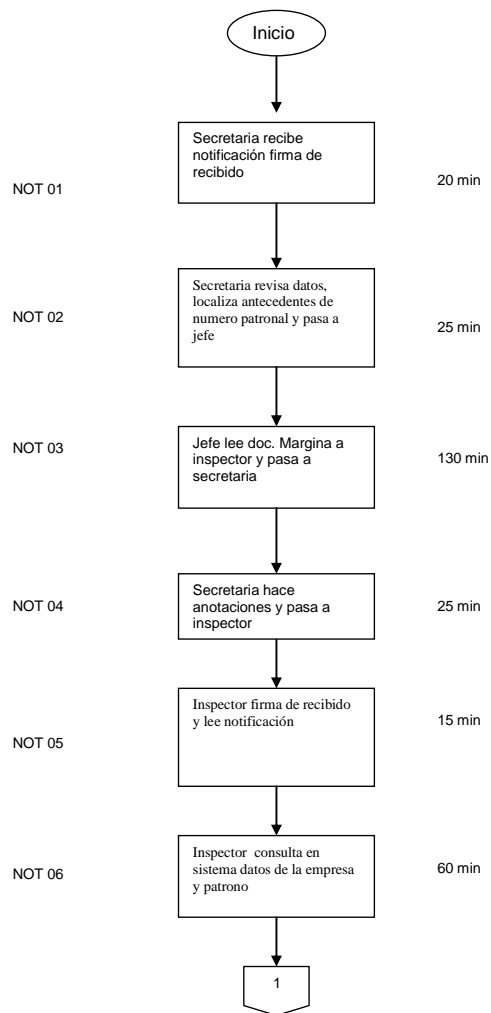 Inicio
Secretaria recibe
notificación firma de
recibido
NOT 01
20 min
Secretaria revisa datos,
localiza antecedentes de
numero patronal y pasa a
jefe
NOT 02
25 min
Jefe lee doc. Margina a
inspector y pasa a
secretaria
NOT 03
130 min
Secretaria hace
anotaciones y pasa a
inspector
NOT 04
25 min
Inspector firma de recibido
y lee notificación
NOT 05
15 min
Inspector consulta en
sistema datos de la empresa
y patrono
NOT 06
60 min
1